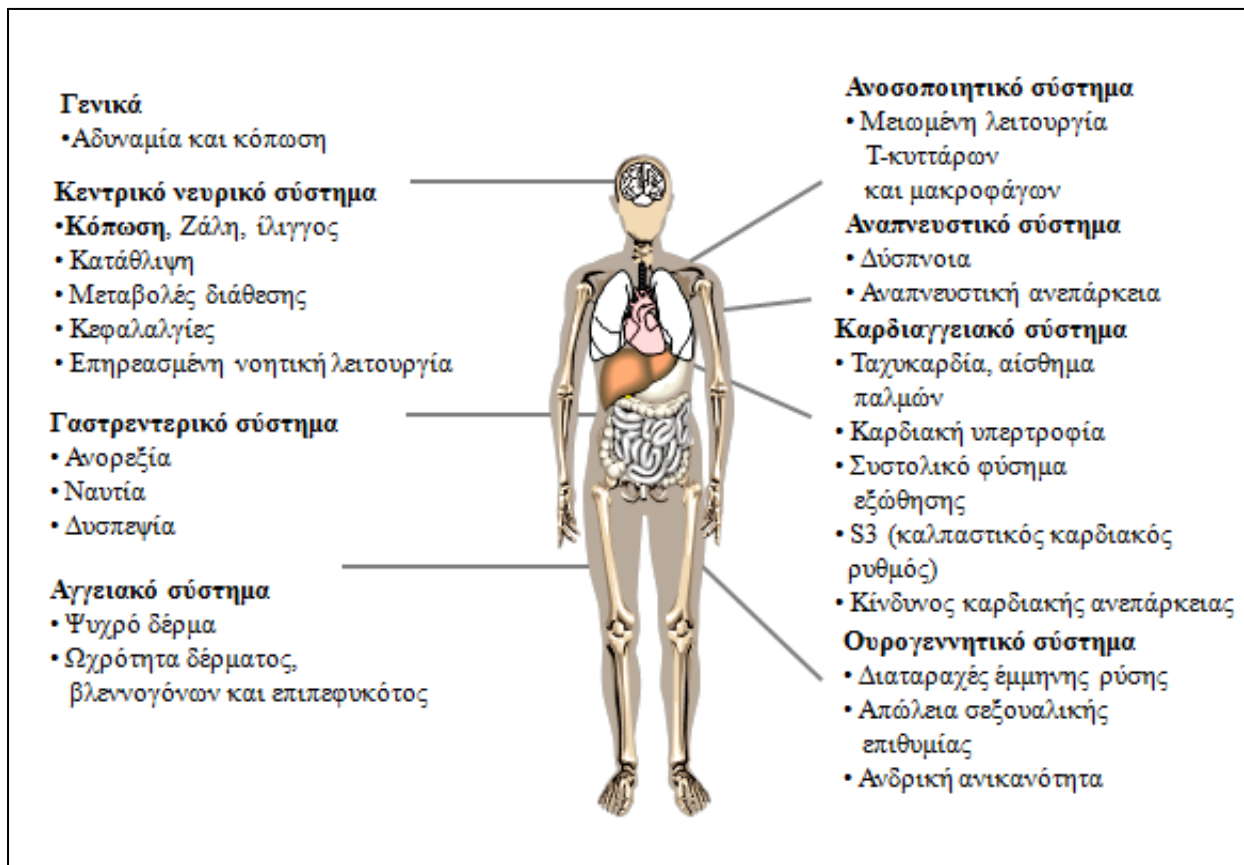 Γενικά
•Αδυναμία και κόπωση
Κεντρικό νευρικό σύστημα
•Κόπωση, Ζάλη, ίλιγγος
• Κατάθλιψη
• Μεταβολές διάθεσης
• Κεφαλαλγίες
• Επηρεασμένη νοητική λειτουργία
Γαστρεντερικό σύστημα
• Ανορεξία
• Ναυτία
• Δυσπεψία
Αγγειακό σύστημα
• Ψυχρό δέρμα
• Ωχρότητα δέρματος,
βλεννογόνων και επιπεφυκότος
Ανοσοποιητικό σύστημα
• Μειωμένη λειτουργία
Τ-κυττάρων
και μακροφάγων
Αναπνευστικό σύστημα
• Δύσπνοια
• Αναπνευστική ανεπάρκεια
Καρδιαγγειακό σύστημα
• Ταχυκαρδία, αίσθημα
παλμών
• Καρδιακή υπερτροφία
• Συστολικό φύσημα
εξώθησης
• S3 (καλπαστικός καρδιακός
ρυθμός)
• Κίνδυνος καρδιακής ανεπάρκειας
Ουρογεννητικό σύστημα
• Διαταραχές έμμηνης ρύσης
• Απώλεια σεξουαλικής
επιθυμίας
• Ανδρική ανικανότητα